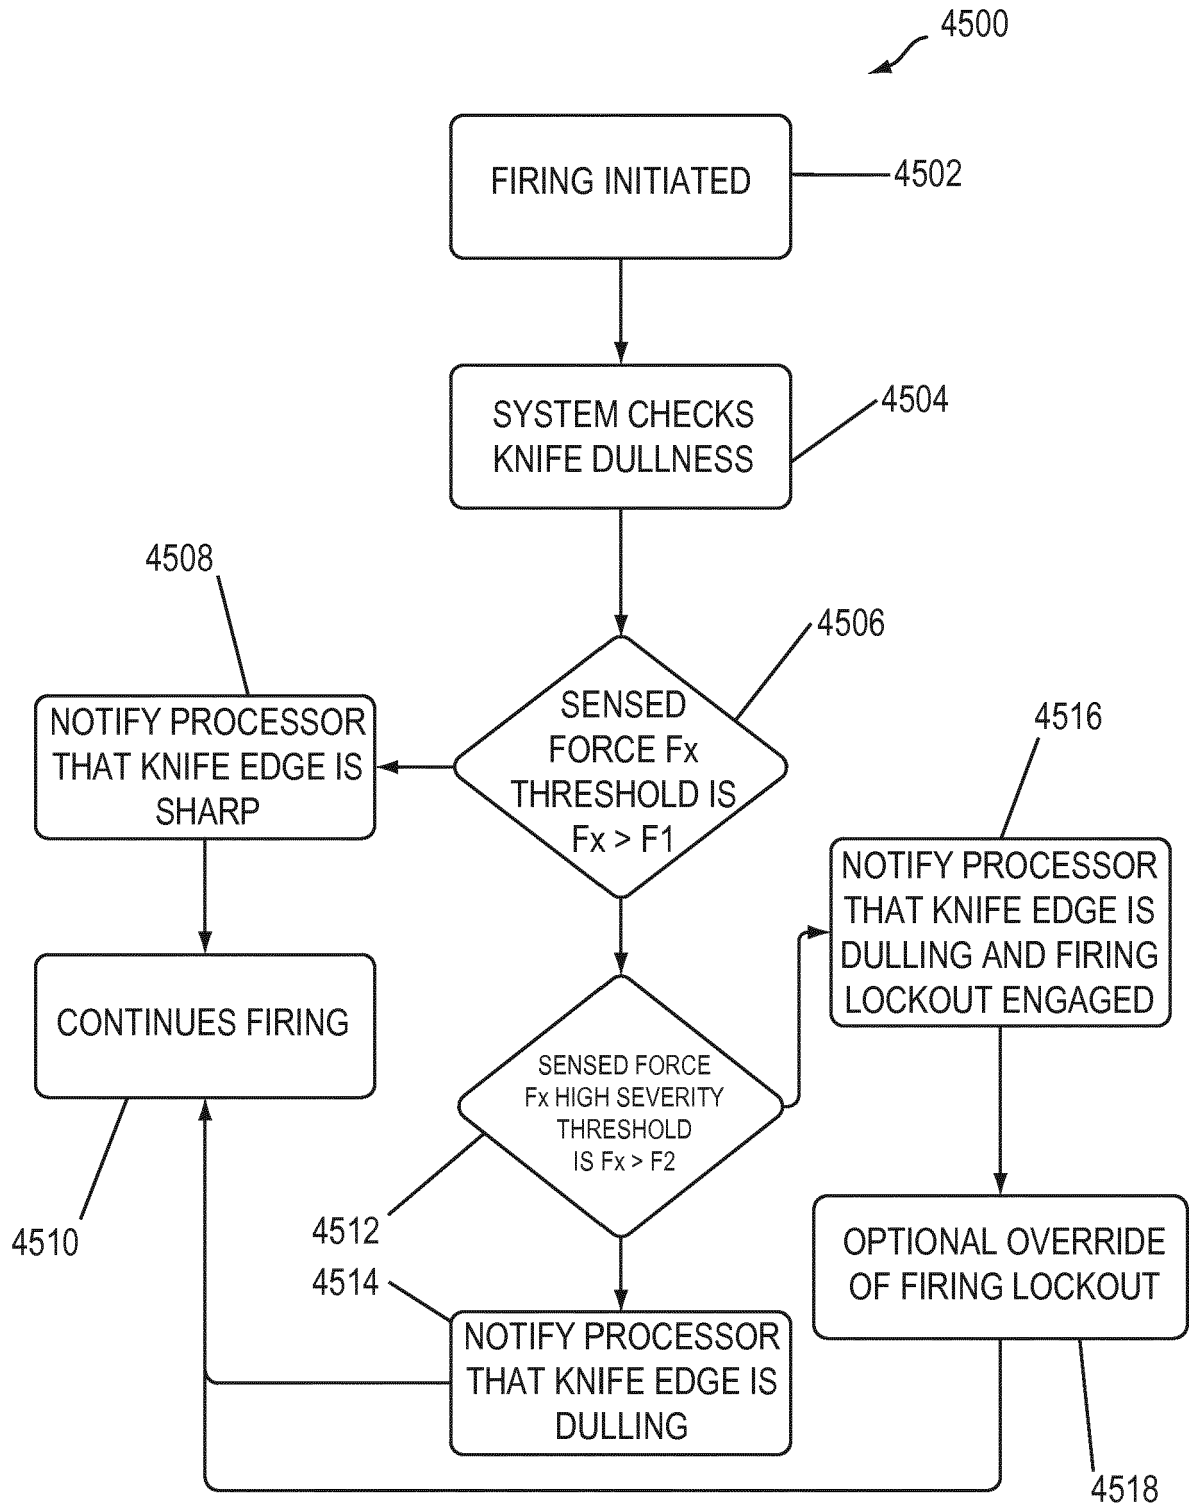 4500
FIRING INITIATED
4502
SYSTEM CHECKS
KNIFE DULLNESS
4504
4508
4506
SENSED
FORCE Fx
THRESHOLD IS
Fx > F1
NOTIFY PROCESSOR
THAT KNIFE EDGE IS
SHARP
4516
NOTIFY PROCESSOR
THAT KNIFE EDGE IS
DULLING AND FIRING
LOCKOUT ENGAGED
CONTINUES FIRING
4510
SENSED FORCE
Fx HIGH SEVERITY
THRESHOLD
IS Fx > F2
4512
4514
OPTIONAL OVERRIDE
OF FIRING LOCKOUT
NOTIFY PROCESSOR
THAT KNIFE EDGE IS
DULLING
4518